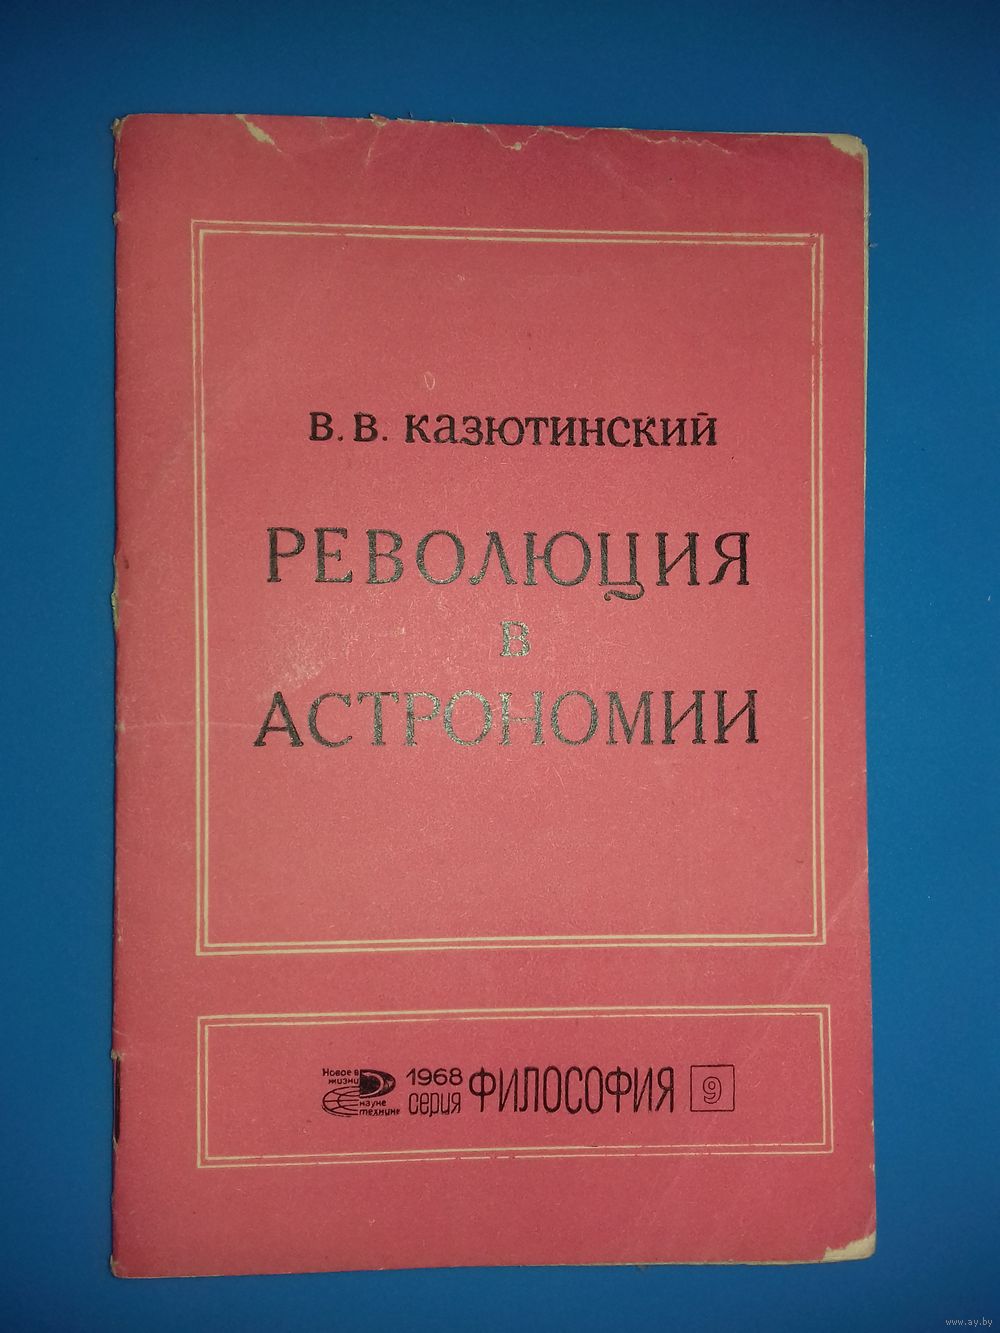 В. В. Казютинский
РЕВОЛЮЦИЯ
В
АСТРОНОМИИ
Новое в
жизни
науке
технике
1968
серия
ФИЛОСОФИЯ
9
www.ay.by